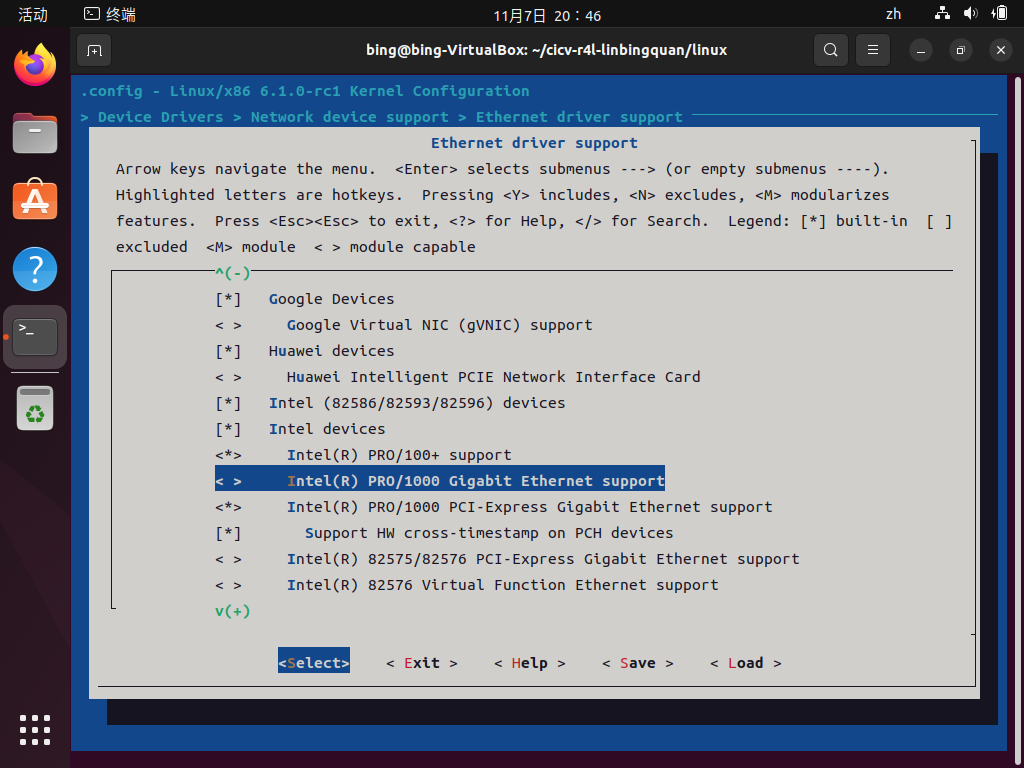 活动 终端 11月7日 20：46 zh
bing@bing-VirtualBox: ~/cicv-r4l-linbingquan/linux
.config - Linux/x86 6.1.0-rc1 Kernel Configuration
> Device Drivers > Network device support > Ethernet driver support
Ethernet driver support
Arrow keys navigate the menu.  <Enter> selects submenus ---> (or empty submenus ----).
Highlighted letters are hotkeys.  Pressing <Y> includes, <N> excludes, <M> modularizes
features.  Press <Esc><Esc> to exit, <?> for Help, </> for Search.  Legend: [*] built-in  [ ]
excluded  <M> module  < > module capable
^(-)
[*]   Google Devices
< >     Google Virtual NIC (gVNIC) support
[*]   Huawei devices
< >     Huawei Intelligent PCIE Network Interface Card
[*]   Intel (82586/82593/82596) devices
[*]   Intel devices
<*>     Intel(R) PRO/100+ support
< >     Intel(R) PRO/1000 Gigabit Ethernet support
<*>     Intel(R) PRO/1000 PCI-Express Gigabit Ethernet support
[*]       Support HW cross-timestamp on PCH devices
< >     Intel(R) 82575/82576 PCI-Express Gigabit Ethernet support
< >     Intel(R) 82576 Virtual Function Ethernet support
v(+)
<Select>    < Exit >    < Help >    < Save >    < Load >